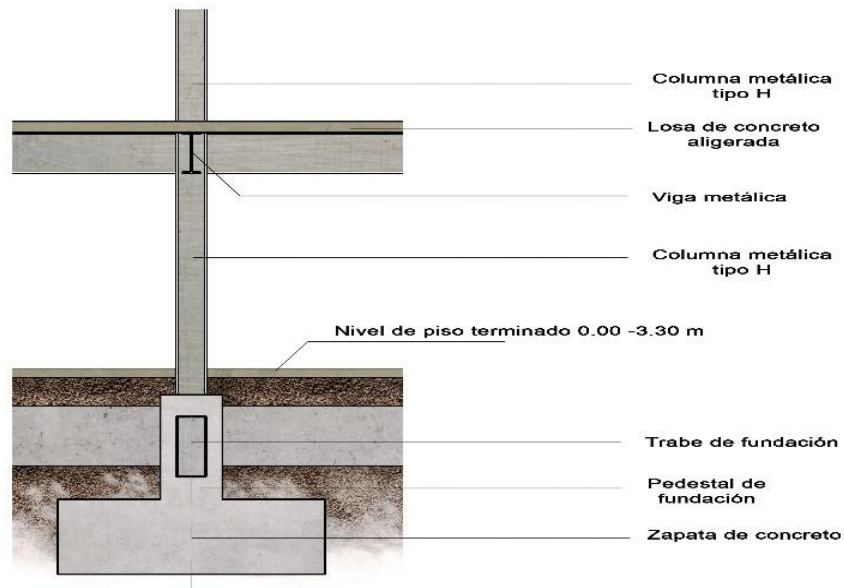 Columna metálica
tipo H
Losa de concreto
aligerada
Viga metálica
Columna metálica
tipo H
Nivel de piso terminado 0.00 -3.30 m
Trabe de fundación
Pedestal de
fundación
Zapata de concreto